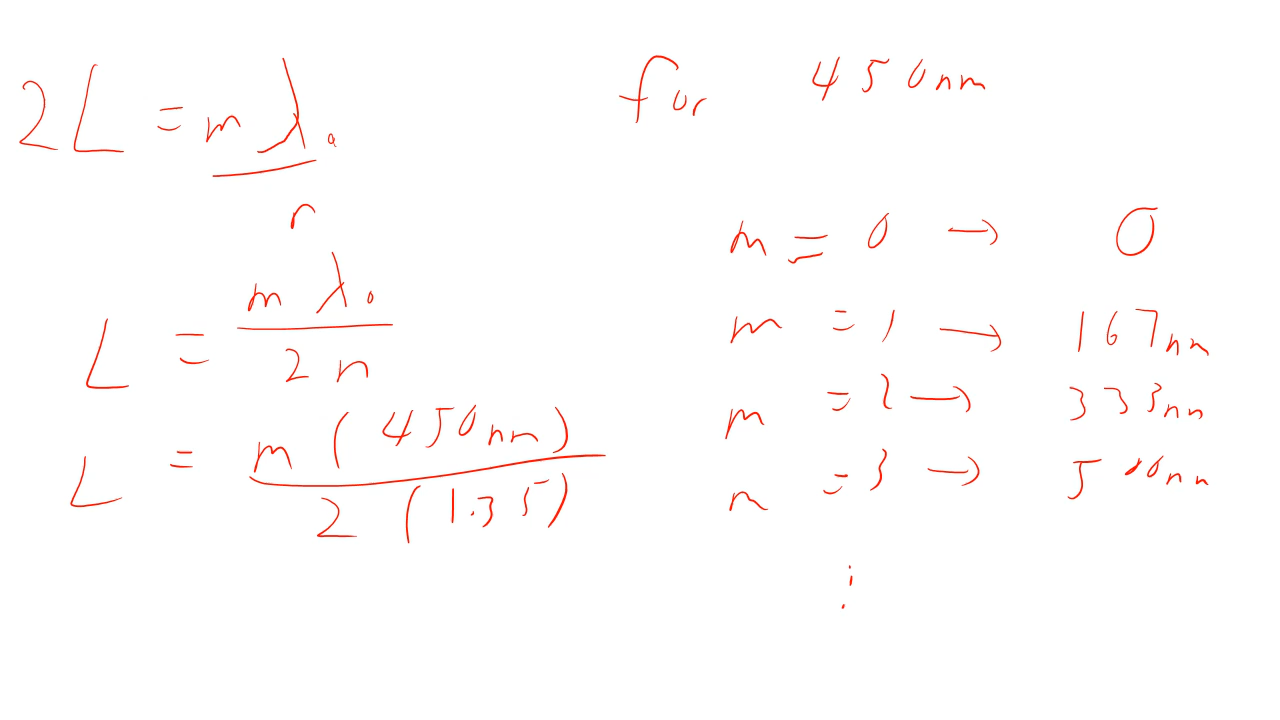 2L = mλ₀ / n
L = mλ₀ / 2n
L = m(450nm) / 2(1.35)
for 450nm
m = 0 → 0
m = 1 → 167nm
m = 2 → 333nm
m = 3 → 500nm
⋮